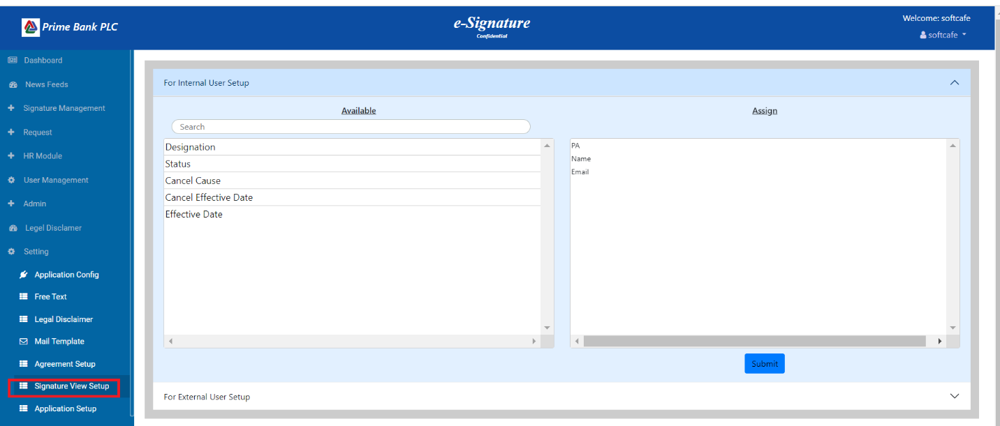 Prime Bank PLC
e-Signature
Confidential
Welcome: softcafe
softcafe
Dashboard
News Feeds
Signature Management
Request
HR Module
User Management
Admin
Legel Disclamer
Setting
Application Config
Free Text
Legal Disclaimer
Mail Template
Agreement Setup
Signature View Setup
Application Setup
For Internal User Setup
Available
Search
Designation
Status
Cancel Cause
Cancel Effective Date
Effective Date
Assign
PA
Name
Email
Submit
For External User Setup